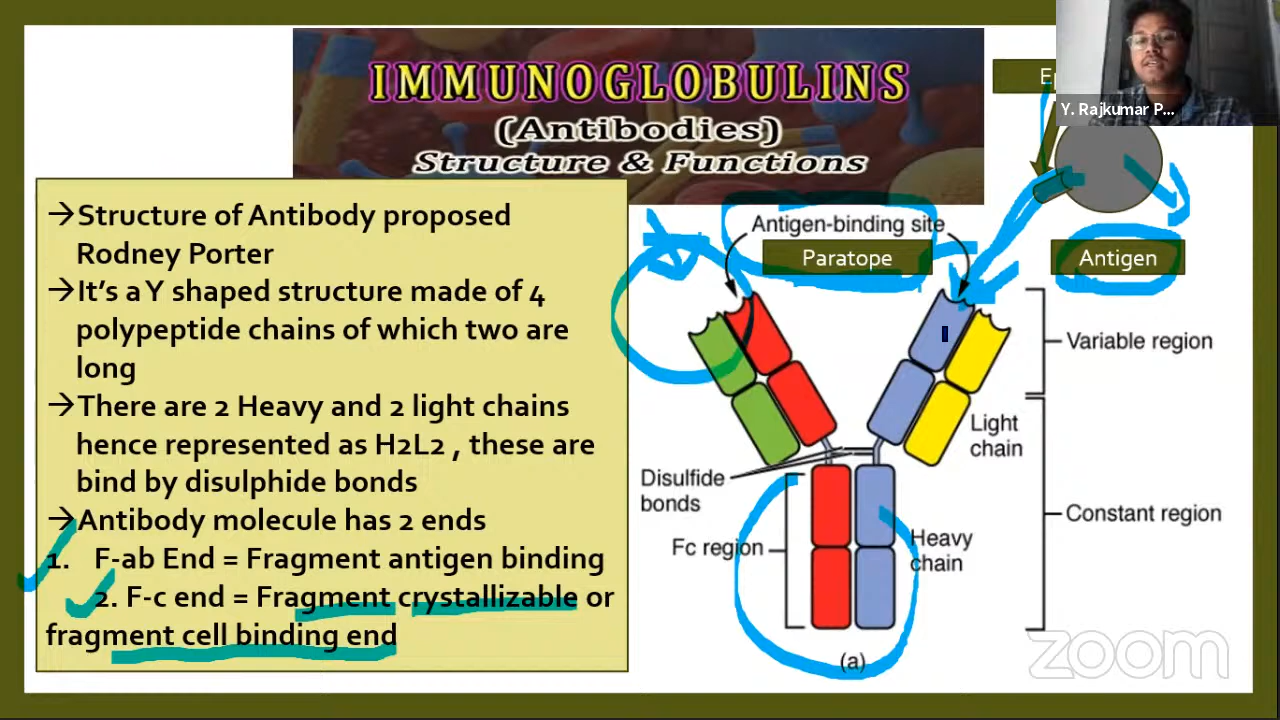 IMMUNOGLOBULINS
(Antibodies)
Structure & Functions
Ep
Y. Rajkumar P...
→Structure of Antibody proposed
Rodney Porter
→It's a Y shaped structure made of 4
polypeptide chains of which two are
long
→There are 2 Heavy and 2 light chains
hence represented as H2L2 , these are
bind by disulphide bonds
→Antibody molecule has 2 ends
1. F-ab End = Fragment antigen binding
2. F-c end = Fragment crystallizable or
fragment cell binding end
Antigen-binding site
Paratope
Antigen
Variable region
Light
chain
Disulfide
bonds
Fc region
Heavy
chain
Constant region
(a)
zoom